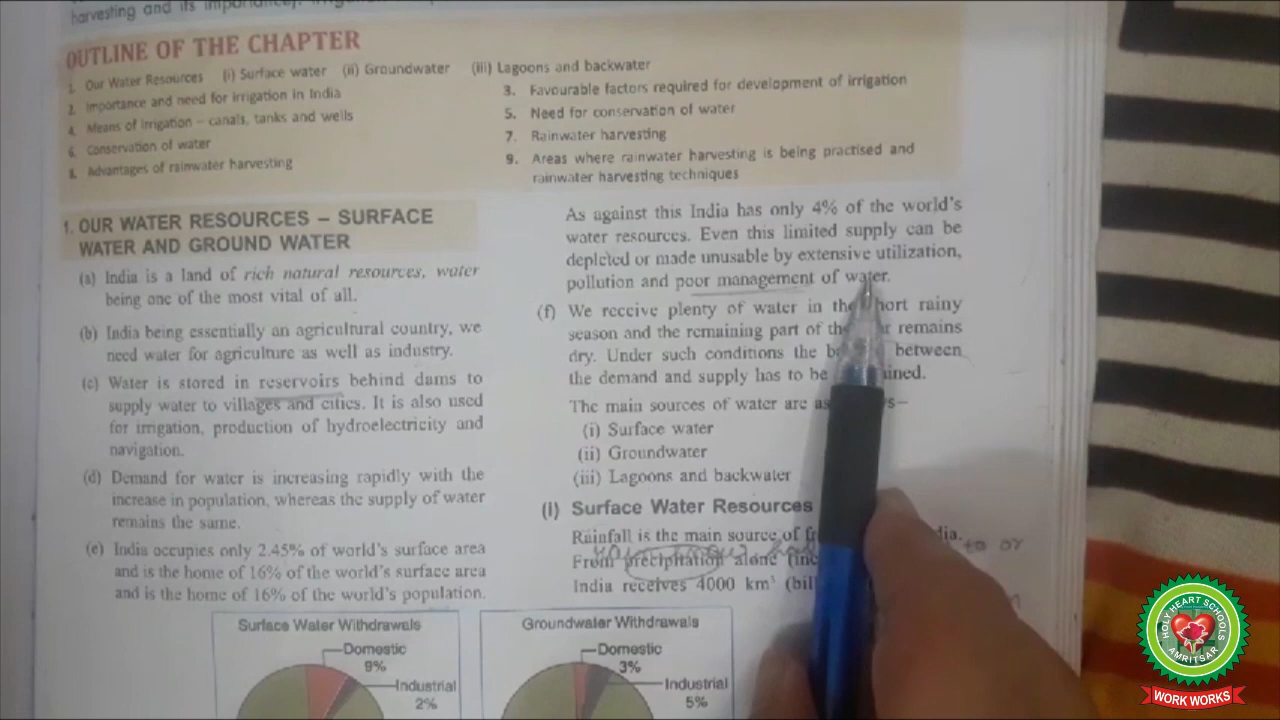 harvesting and its
OUTLINE OF THE CHAPTER
1. Our Water Resources (i) Surface water (ii) Groundwater (iii) Lagoons and backwater
2. Importance and need for irrigation in India
3. Favourable factors required for development of irrigation
4. Means of irrigation – canals, tanks and wells
5. Need for conservation of water
6. Conservation of water
7. Rainwater harvesting
8. Advantages of rainwater harvesting
9. Areas where rainwater harvesting is being practised and
rainwater harvesting techniques
1. OUR WATER RESOURCES – SURFACE
WATER AND GROUND WATER
(a) India is a land of rich natural resources, water
being one of the most vital of all.
(b) India being essentially an agricultural country, we
need water for agriculture as well as industry.
(c) Water is stored in reservoirs behind dams to
supply water to villages and cities. It is also used
for irrigation, production of hydroelectricity and
navigation.
(d) Demand for water is increasing rapidly with the
increase in population, whereas the supply of water
remains the same.
(e) India occupies only 2.45% of world's surface area
and is the home of 16% of the world's surface area
and is the home of 16% of the world's population.
As against this India has only 4% of the world's
water resources. Even this limited supply can be
depleted or made unusable by extensive utilization,
pollution and poor management of water.
(f) We receive plenty of water in the short rainy
season and the remaining part of the remains
dry. Under such conditions the between
the demand and supply has to be
The main sources of water are
(i) Surface water
(ii) Groundwater
(iii) Lagoons and backwater
(I) Surface Water Resources
Rainfall is the main source of
From precipitation alone
to or
India receives 4000 km³
Surface Water Withdrawals
Domestic
9%
Industrial
2%
Groundwater Withdrawals
Domestic
3%
Industrial
5%
HOLY HEART SCHOOLS
AMRITSAR
WORK WORKS